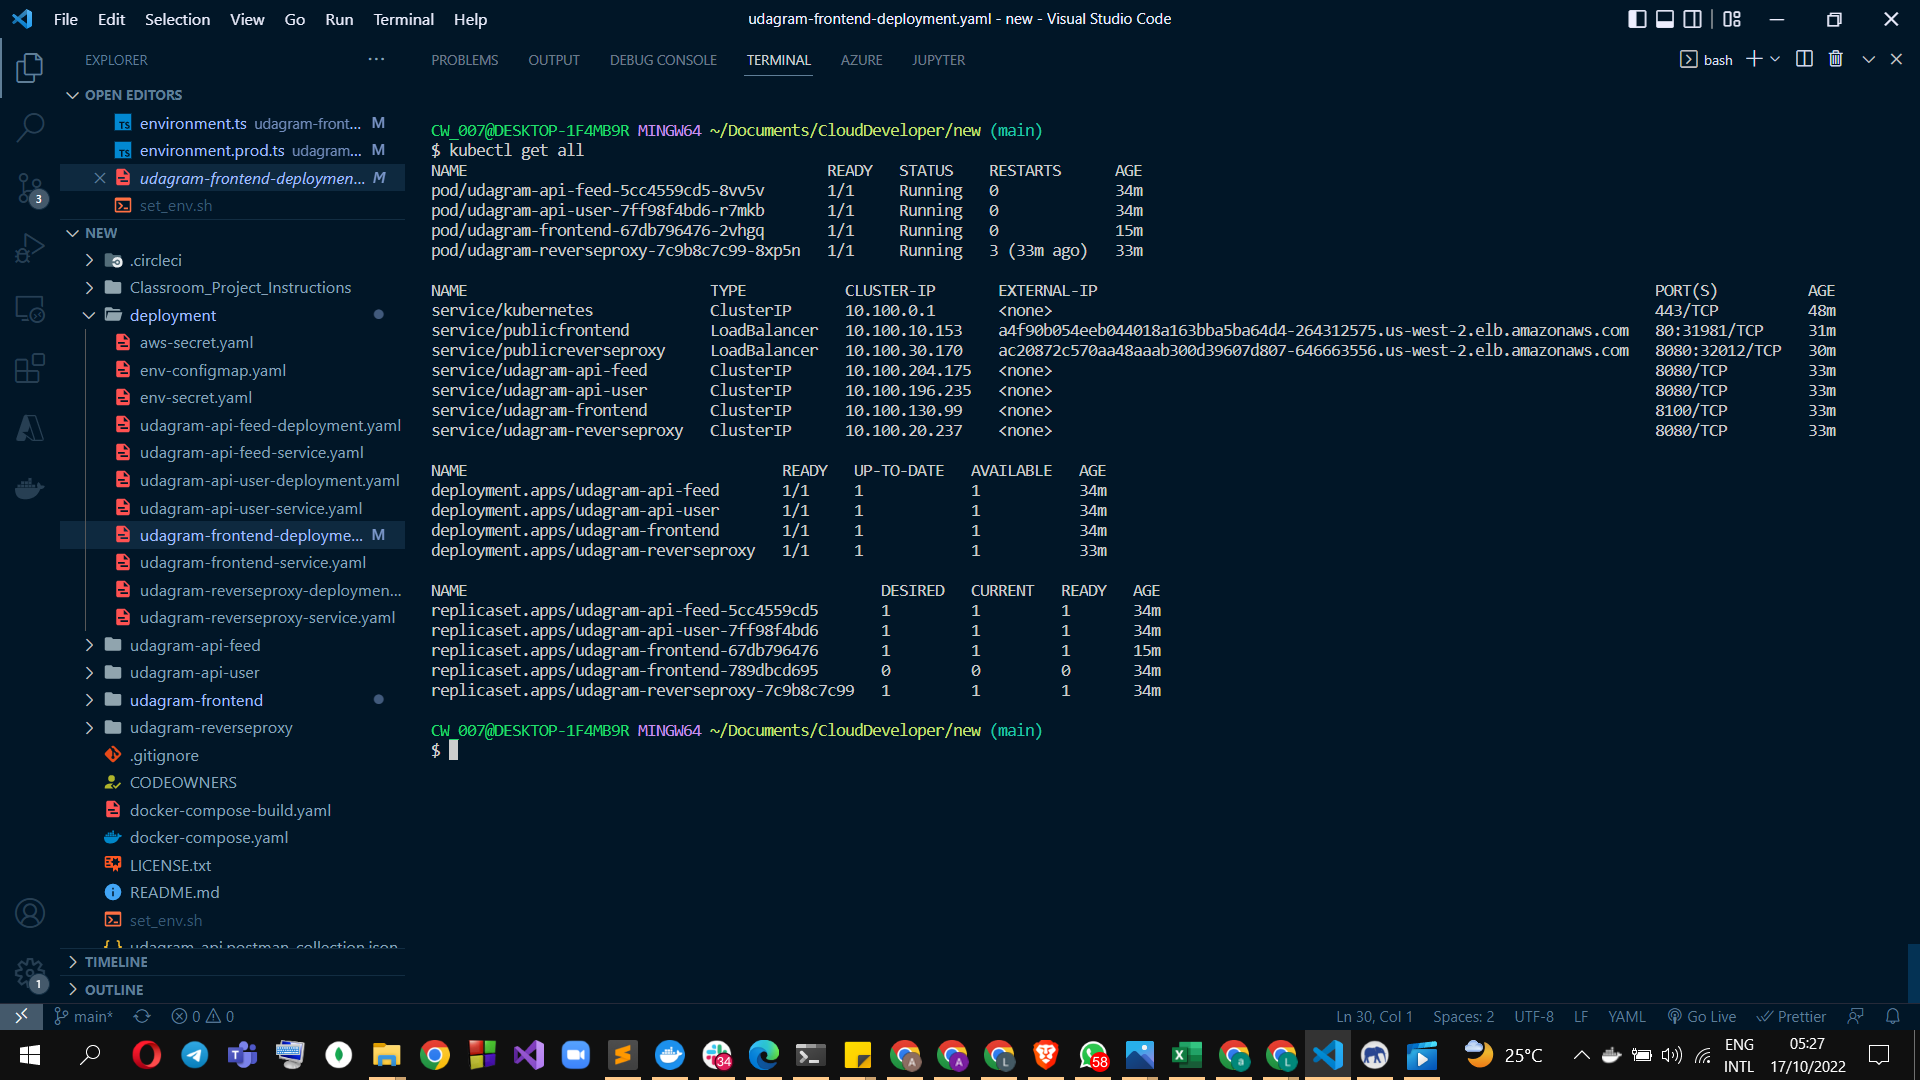 File Edit Selection View Go Run Terminal Help
udagram-frontend-deployment.yaml - new - Visual Studio Code
EXPLORER
PROBLEMS OUTPUT DEBUG CONSOLE TERMINAL AZURE JUPYTER
bash
OPEN EDITORS
environment.ts udagram-front... M
environment.prod.ts udagram... M
udagram-frontend-deploymen... M
set_env.sh
NEW
.circleci
Classroom_Project_Instructions
deployment
aws-secret.yaml
env-configmap.yaml
env-secret.yaml
udagram-api-feed-deployment.yaml
udagram-api-feed-service.yaml
udagram-api-user-deployment.yaml
udagram-api-user-service.yaml
udagram-frontend-deployme... M
udagram-frontend-service.yaml
udagram-reverseproxy-deploymen...
udagram-reverseproxy-service.yaml
udagram-api-feed
udagram-api-user
udagram-frontend
udagram-reverseproxy
.gitignore
CODEOWNERS
docker-compose-build.yaml
docker-compose.yaml
LICENSE.txt
README.md
set_env.sh
udagram-api.postman_collection.json
TIMELINE
OUTLINE
3
1
CW_007@DESKTOP-1F4MB9R MINGW64 ~/Documents/CloudDeveloper/new (main)
$ kubectl get all
NAME READY STATUS RESTARTS AGE
pod/udagram-api-feed-5cc4559cd5-8vv5v 1/1 Running 0 34m
pod/udagram-api-user-7ff98f4bd6-r7mkb 1/1 Running 0 34m
pod/udagram-frontend-67db796476-2vhgq 1/1 Running 0 15m
pod/udagram-reverseproxy-7c9b8c7c99-8xp5n 1/1 Running 3 (33m ago) 33m
NAME TYPE CLUSTER-IP EXTERNAL-IP PORT(S) AGE
service/kubernetes ClusterIP 10.100.0.1 <none> 443/TCP 48m
service/publicfrontend LoadBalancer 10.100.10.153 a4f90b054eeb044018a163bba5ba64d4-264312575.us-west-2.elb.amazonaws.com 80:31981/TCP 31m
service/publicreverseproxy LoadBalancer 10.100.30.170 ac20872c570aa48aaab300d39607d807-646663556.us-west-2.elb.amazonaws.com 8080:32012/TCP 30m
service/udagram-api-feed ClusterIP 10.100.204.175 <none> 8080/TCP 33m
service/udagram-api-user ClusterIP 10.100.196.235 <none> 8080/TCP 33m
service/udagram-frontend ClusterIP 10.100.130.99 <none> 8100/TCP 33m
service/udagram-reverseproxy ClusterIP 10.100.20.237 <none> 8080/TCP 33m
NAME READY UP-TO-DATE AVAILABLE AGE
deployment.apps/udagram-api-feed 1/1 1 1 34m
deployment.apps/udagram-api-user 1/1 1 1 34m
deployment.apps/udagram-frontend 1/1 1 1 34m
deployment.apps/udagram-reverseproxy 1/1 1 1 33m
NAME DESIRED CURRENT READY AGE
replicaset.apps/udagram-api-feed-5cc4559cd5 1 1 1 34m
replicaset.apps/udagram-api-user-7ff98f4bd6 1 1 1 34m
replicaset.apps/udagram-frontend-67db796476 1 1 1 15m
replicaset.apps/udagram-frontend-789dbcd695 0 0 0 34m
replicaset.apps/udagram-reverseproxy-7c9b8c7c99 1 1 1 34m
CW_007@DESKTOP-1F4MB9R MINGW64 ~/Documents/CloudDeveloper/new (main)
$
main* 0 0 Ln 30, Col 1 Spaces: 2 UTF-8 LF YAML Go Live Prettier
34 58 25°C ENG 05:27
INTL 17/10/2022